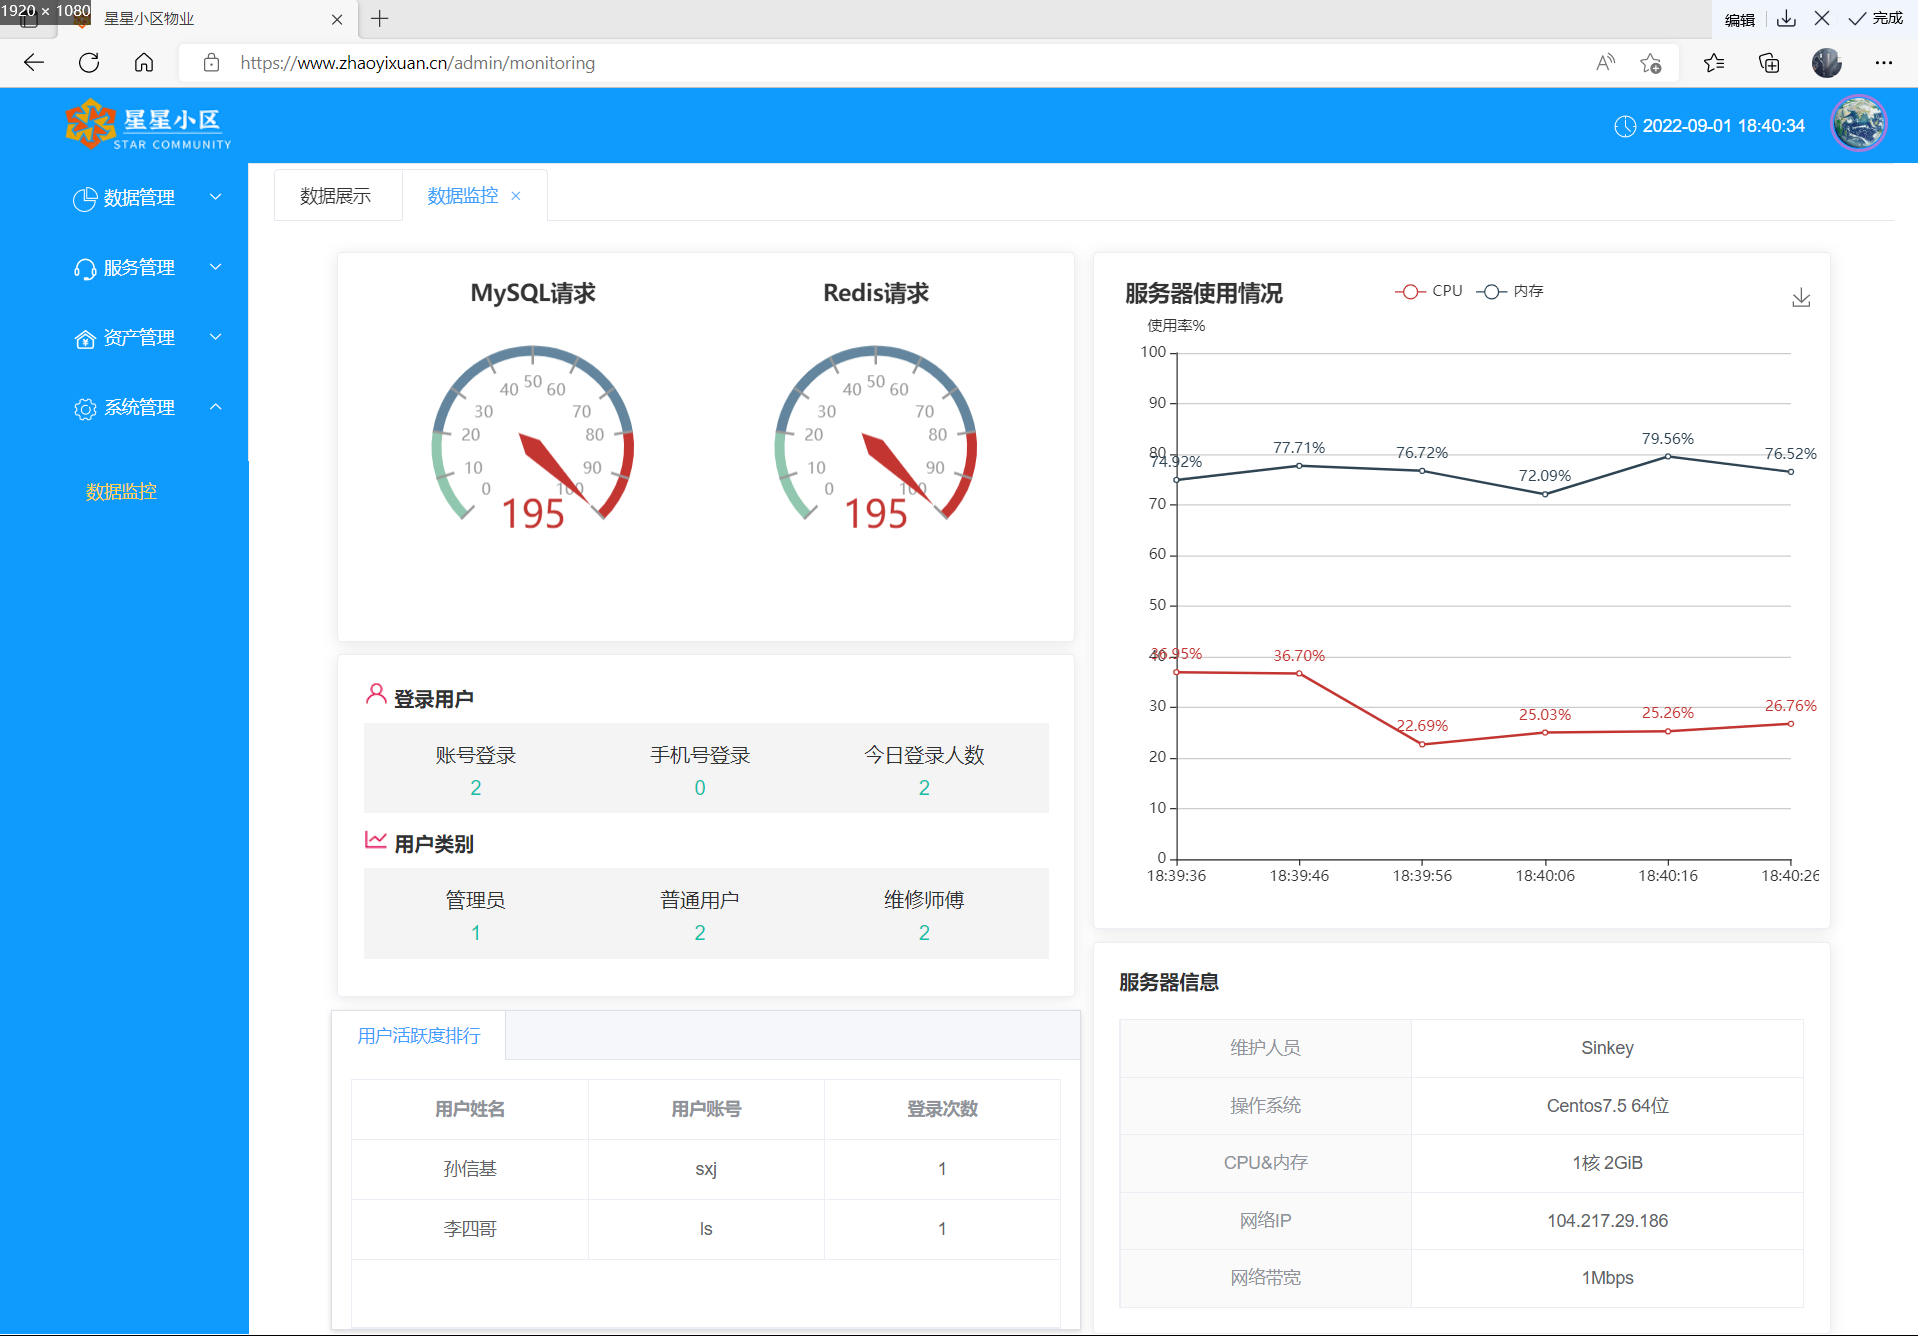 1920 × 1080
星星小区物业
编辑
完成
https://www.zhaoyixuan.cn/admin/monitoring
星星小区
STAR COMMUNITY
2022-09-01 18:40:34
数据管理
服务管理
资产管理
系统管理
数据监控
数据展示
数据监控
MySQL请求
0
10
20
30
40
50
60
70
80
90
100
195
Redis请求
0
10
20
30
40
50
60
70
80
90
100
195
登录用户
账号登录 手机号登录 今日登录人数
2 0 2
用户类别
管理员 普通用户 维修师傅
1 2 2
用户活跃度排行
用户姓名 用户账号 登录次数
孙信基 sxj 1
李四哥 ls 1
服务器使用情况
CPU 内存
使用率%
100
90
80
70
60
50
40
30
20
10
0
74.92% 77.71% 76.72% 72.09% 79.56% 76.52%
36.95% 36.70% 22.69% 25.03% 25.26% 26.76%
18:39:36 18:39:46 18:39:56 18:40:06 18:40:16 18:40:26
服务器信息
维护人员 Sinkey
操作系统 Centos7.5 64位
CPU&内存 1核 2GiB
网络IP 104.217.29.186
网络带宽 1Mbps